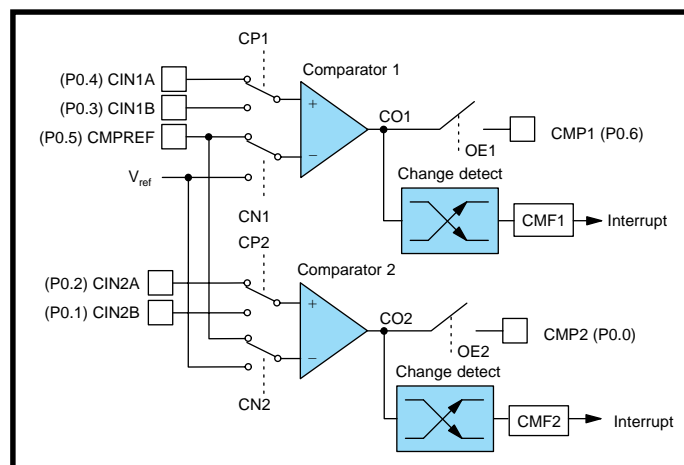 CP1
Comparator 1
(P0.4) CIN1A
+
(P0.3) CIN1B
CO1
(P0.5) CMPREF
CMP1 (P0.6)
−
OE1
Vref
Change detect
CN1
CMF1
Interrupt
CP2
Comparator 2
(P0.2) CIN2A
+
(P0.1) CIN2B
CO2
CMP2 (P0.0)
−
OE2
Change detect
CN2
CMF2
Interrupt